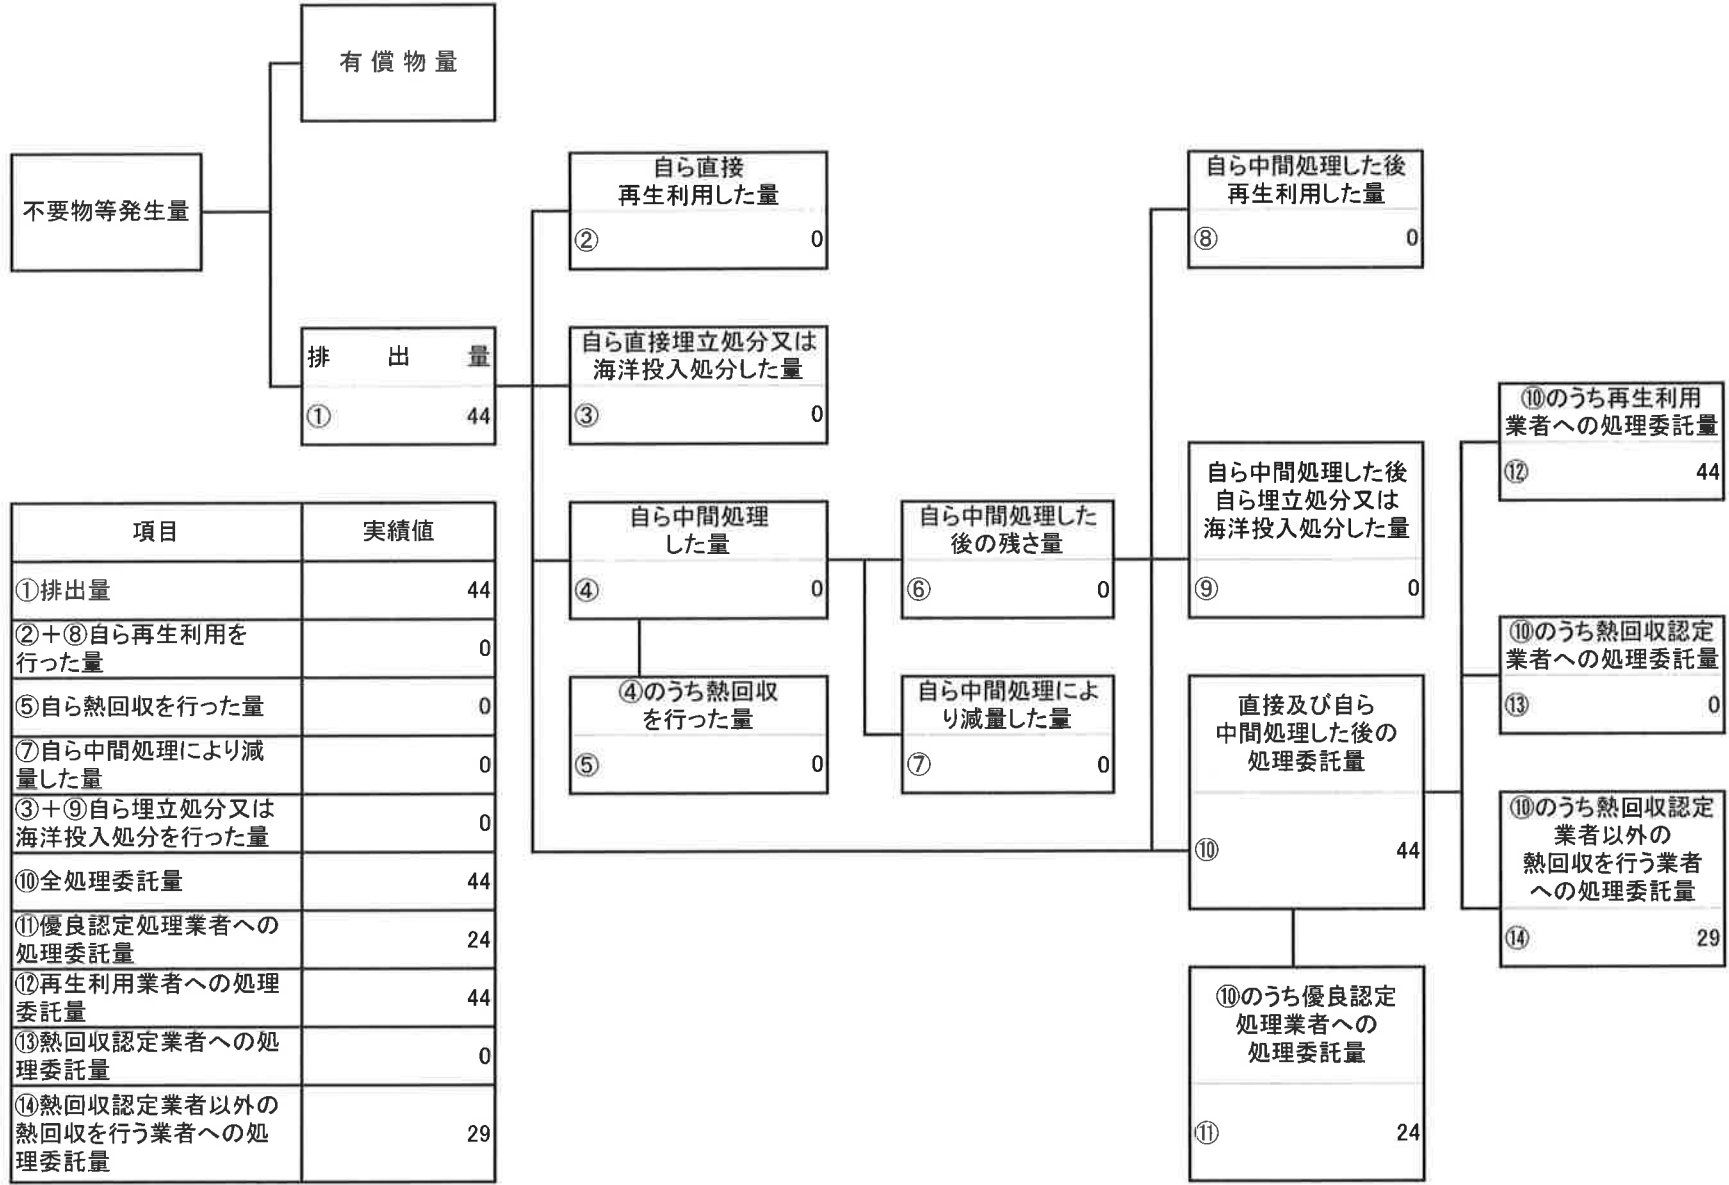 有償物量
不要物等発生量
排出量
① 44
自ら直接
再生利用した量
② 0
自ら直接埋立処分又は
海洋投入処分した量
③ 0
自ら中間処理
した量
④ 0
④のうち熱回収
を行った量
⑤ 0
自ら中間処理した
後の残さ量
⑥ 0
自ら中間処理によ
り減量した量
⑦ 0
自ら中間処理した後
再生利用した量
⑧ 0
自ら中間処理した後
自ら埋立処分又は
海洋投入処分した量
⑨ 0
直接及び自ら
中間処理した後の
処理委託量
⑩ 44
⑩のうち優良認定
処理業者への
処理委託量
⑪ 24
⑩のうち再生利用
業者への処理委託量
⑫ 44
⑩のうち熱回収認定
業者への処理委託量
⑬ 0
⑩のうち熱回収認定
業者以外の
熱回収を行う業者
への処理委託量
⑭ 29
項目 実績値
①排出量 44
②+⑧自ら再生利用を
行った量 0
⑤自ら熱回収を行った量 0
⑦自ら中間処理により減
量した量 0
③+⑨自ら埋立処分又は
海洋投入処分を行った量 0
⑩全処理委託量 44
⑪優良認定処理業者への
処理委託量 24
⑫再生利用業者への処理
委託量 44
⑬熱回収認定業者への処
理委託量 0
⑭熱回収認定業者以外の
熱回収を行う業者への処
理委託量 29